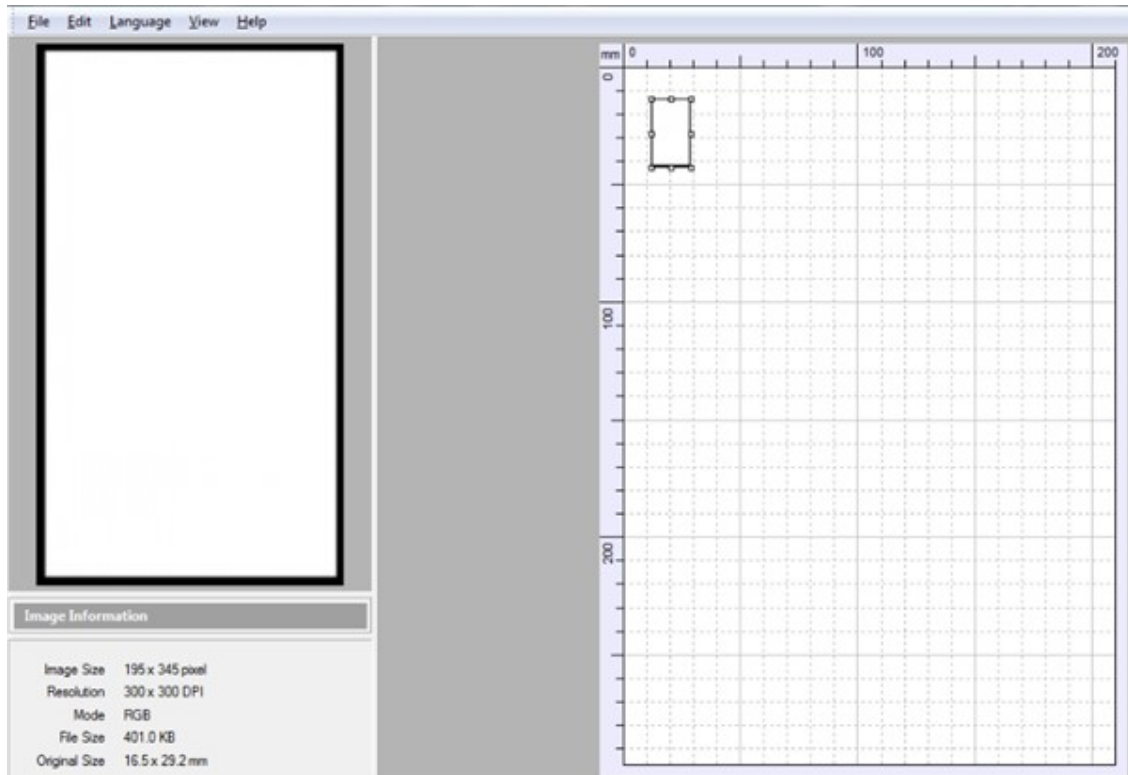 File Edit Language View Help
mm 0 100 200
0
100
200
Image Information
Image Size 195 x 345 pixel
Resolution 300 x 300 DPI
Mode RGB
File Size 401.0 KB
Original Size 16.5 x 29.2 mm